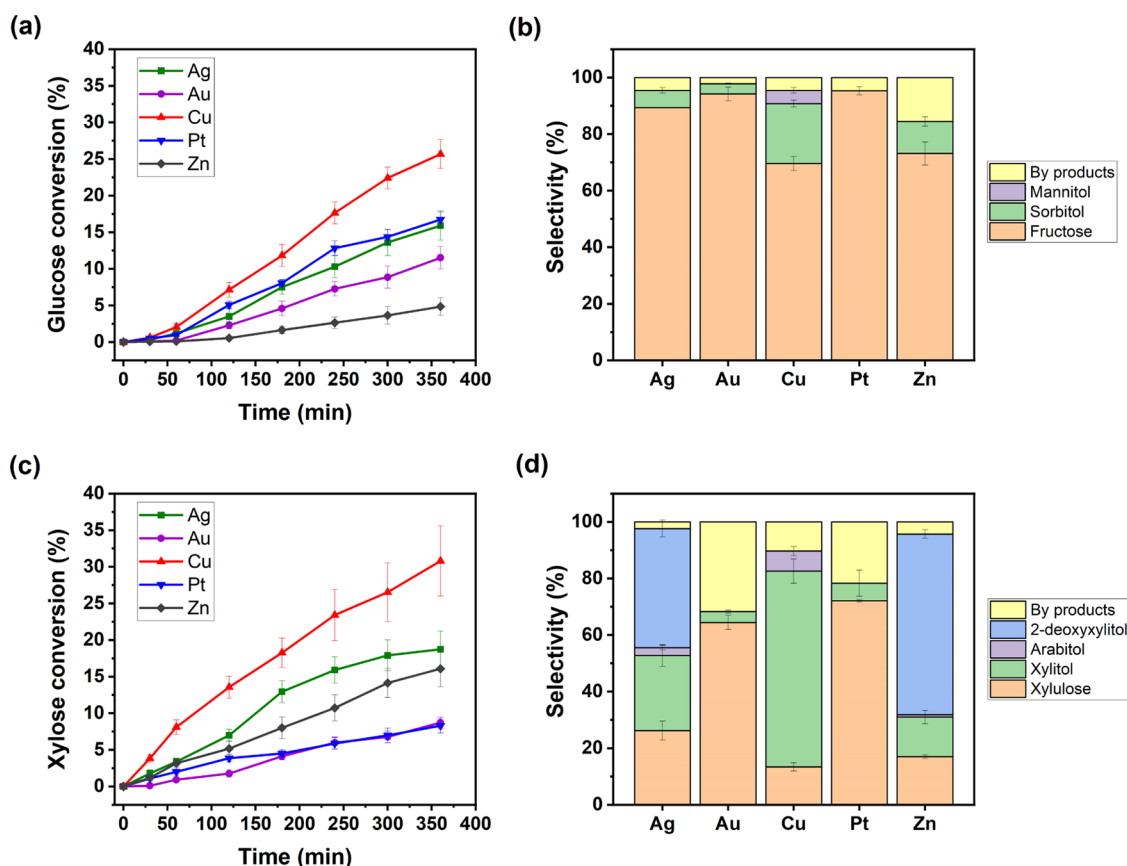 (a)
40
35
30
25
20
15
10
5
0
Glucose conversion (%)
Ag
Au
Cu
Pt
Zn
0 50 100 150 200 250 300 350 400
Time (min)
(b)
100
80
60
40
20
0
Selectivity (%)
Ag Au Cu Pt Zn
By products
Mannitol
Sorbitol
Fructose
(c)
40
35
30
25
20
15
10
5
0
Xylose conversion (%)
Ag
Au
Cu
Pt
Zn
0 50 100 150 200 250 300 350 400
Time (min)
(d)
100
80
60
40
20
0
Selectivity (%)
Ag Au Cu Pt Zn
By products
2-deoxyxylitol
Arabitol
Xylitol
Xylulose